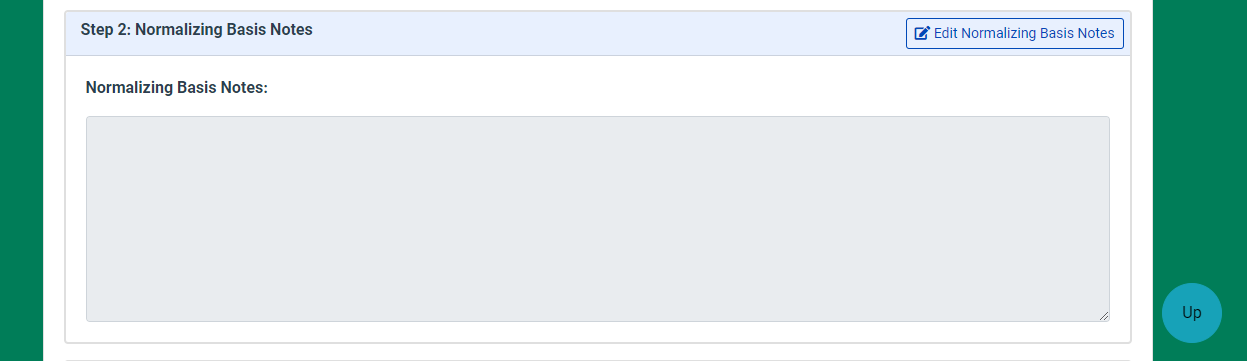 Step 2: Normalizing Basis Notes
Edit Normalizing Basis Notes
Normalizing Basis Notes:
Up